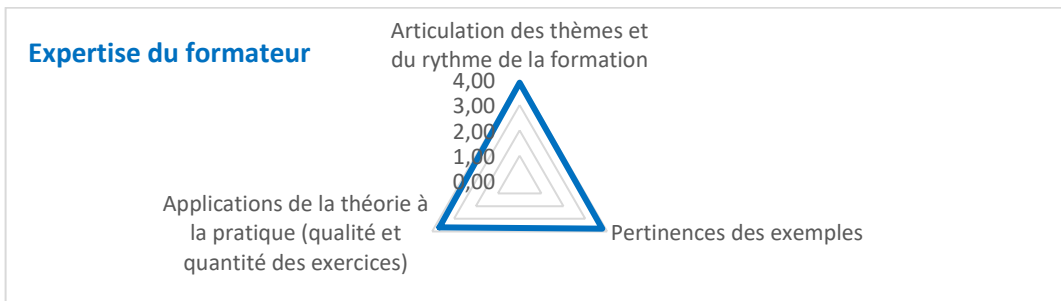 Expertise du formateur
Articulation des thèmes et
du rythme de la formation
4,00
3,00
2,00
1,00
0,00
Applications de la théorie à
la pratique (qualité et
quantité des exercices)
Pertinences des exemples